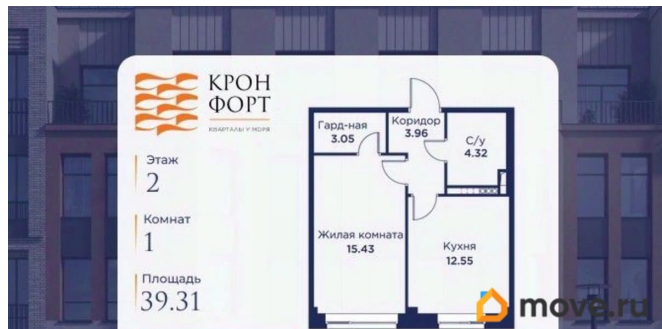 КРОН
ФОРТ
КВАРТАЛЫ У МОРЯ
Этаж
2
Комнат
1
Площадь
39.31
Гард-ная
3.05
Коридор
3.96
С/у
4.32
Жилая комната
15.43
Кухня
12.55
move.ru